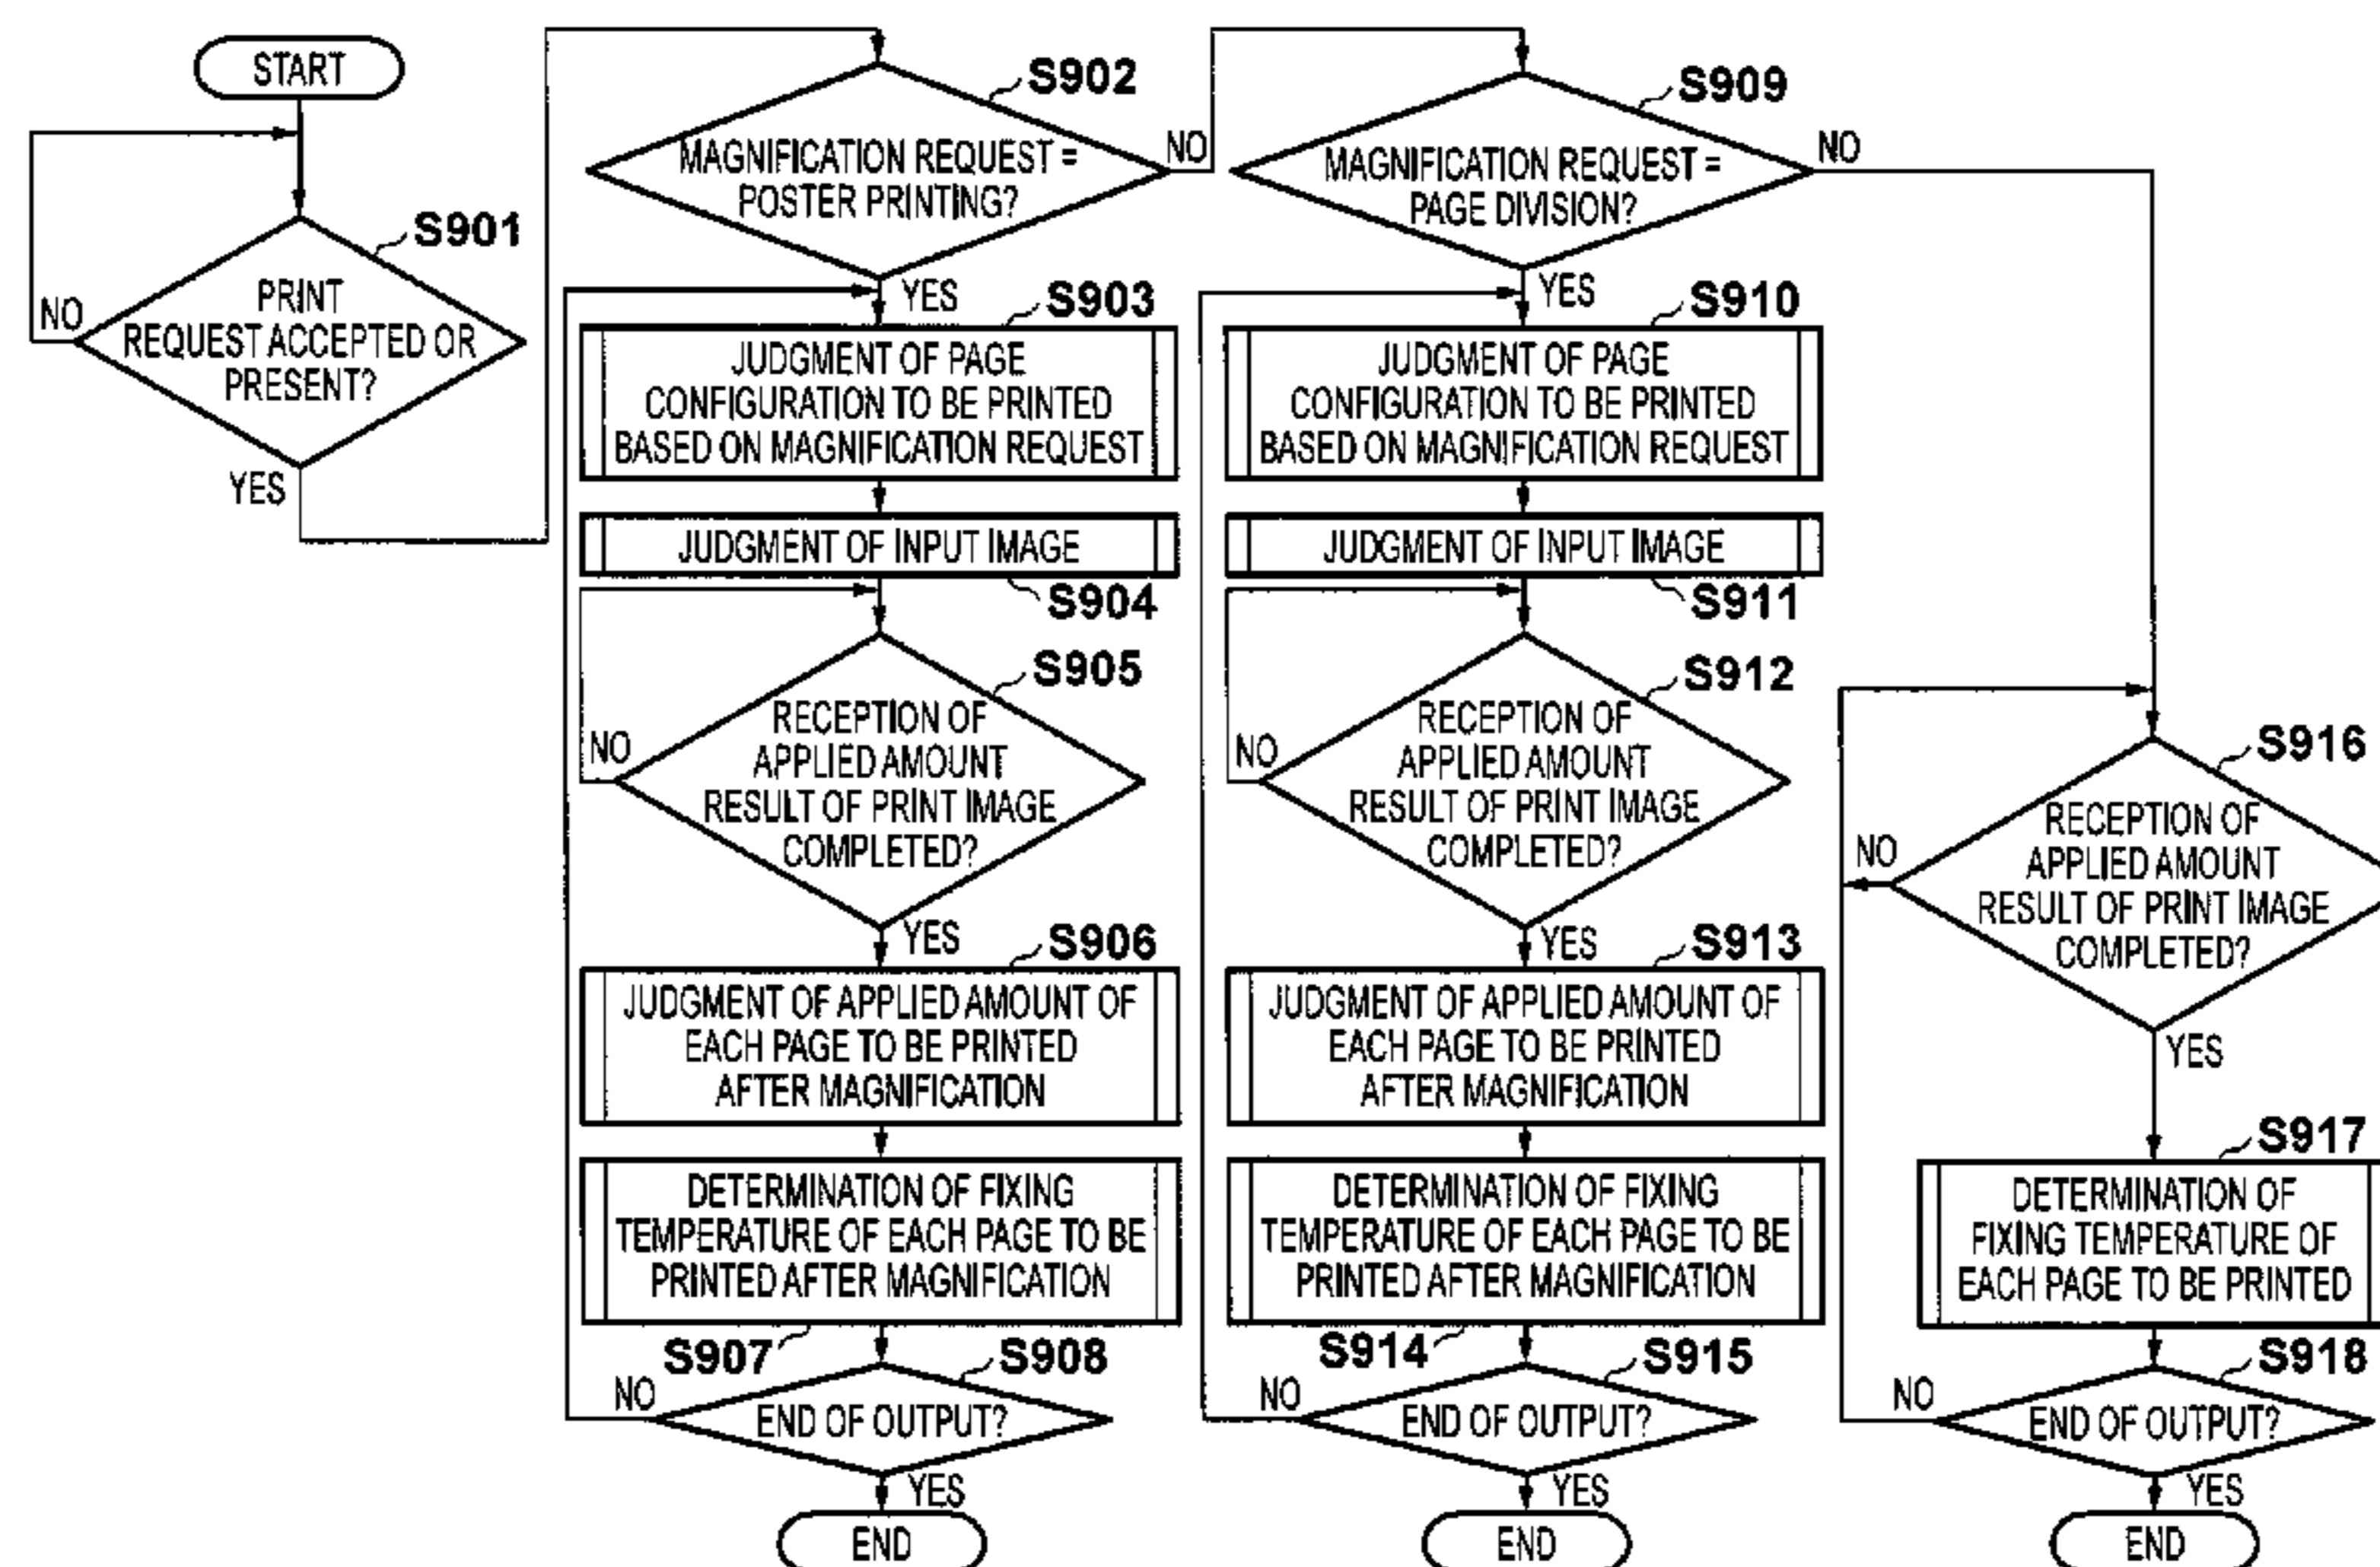 START
S901
PRINT
REQUEST ACCEPTED OR
PRESENT?
NO
YES
S902
MAGNIFICATION REQUEST =
POSTER PRINTING?
NO
YES
S903
JUDGMENT OF PAGE
CONFIGURATION TO BE PRINTED
BASED ON MAGNIFICATION REQUEST
JUDGMENT OF INPUT IMAGE
S904
S905
RECEPTION OF
APPLIED AMOUNT
RESULT OF PRINT IMAGE
COMPLETED?
NO
YES
S906
JUDGMENT OF APPLIED AMOUNT OF
EACH PAGE TO BE PRINTED
AFTER MAGNIFICATION
DETERMINATION OF FIXING
TEMPERATURE OF EACH PAGE TO BE
PRINTED AFTER MAGNIFICATION
S907
S908
NO
END OF OUTPUT?
YES
END
S909
MAGNIFICATION REQUEST =
PAGE DIVISION?
NO
YES
S910
JUDGMENT OF PAGE
CONFIGURATION TO BE PRINTED
BASED ON MAGNIFICATION REQUEST
JUDGMENT OF INPUT IMAGE
S911
S912
RECEPTION OF
APPLIED AMOUNT
RESULT OF PRINT IMAGE
COMPLETED?
NO
YES
S913
JUDGMENT OF APPLIED AMOUNT OF
EACH PAGE TO BE PRINTED
AFTER MAGNIFICATION
DETERMINATION OF FIXING
TEMPERATURE OF EACH PAGE TO BE
PRINTED AFTER MAGNIFICATION
S914
S915
NO
END OF OUTPUT?
YES
END
S916
RECEPTION OF
APPLIED AMOUNT
RESULT OF PRINT IMAGE
COMPLETED?
NO
YES
S917
DETERMINATION OF
FIXING TEMPERATURE OF
EACH PAGE TO BE PRINTED
S918
NO
END OF OUTPUT?
YES
END